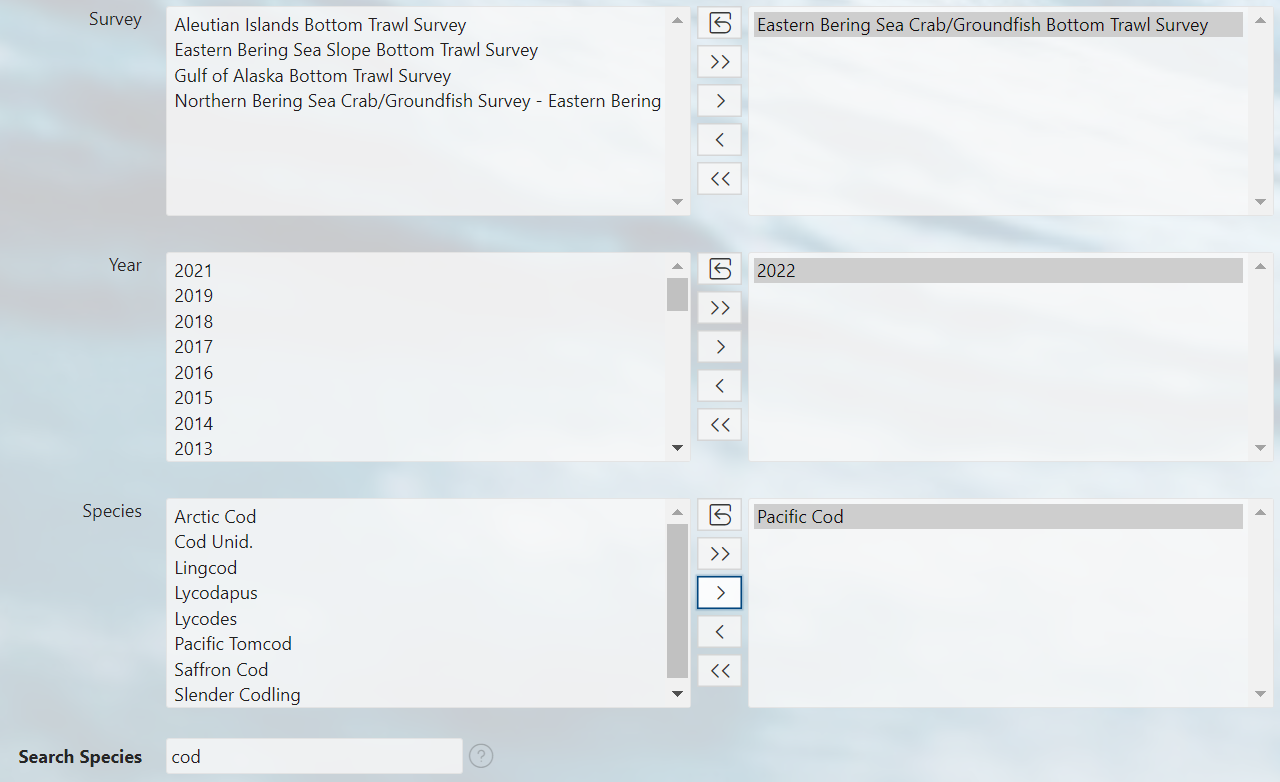 Survey
Aleutian Islands Bottom Trawl Survey
Eastern Bering Sea Slope Bottom Trawl Survey
Gulf of Alaska Bottom Trawl Survey
Northern Bering Sea Crab/Groundfish Survey - Eastern Bering
>>
>
<
<<
Eastern Bering Sea Crab/Groundfish Bottom Trawl Survey
Year
2021
2019
2018
2017
2016
2015
2014
2013
>>
>
<
<<
2022
Species
Arctic Cod
Cod Unid.
Lingcod
Lycodapus
Lycodes
Pacific Tomcod
Saffron Cod
Slender Codling
>>
>
<
<<
Pacific Cod
Search Species
cod
?